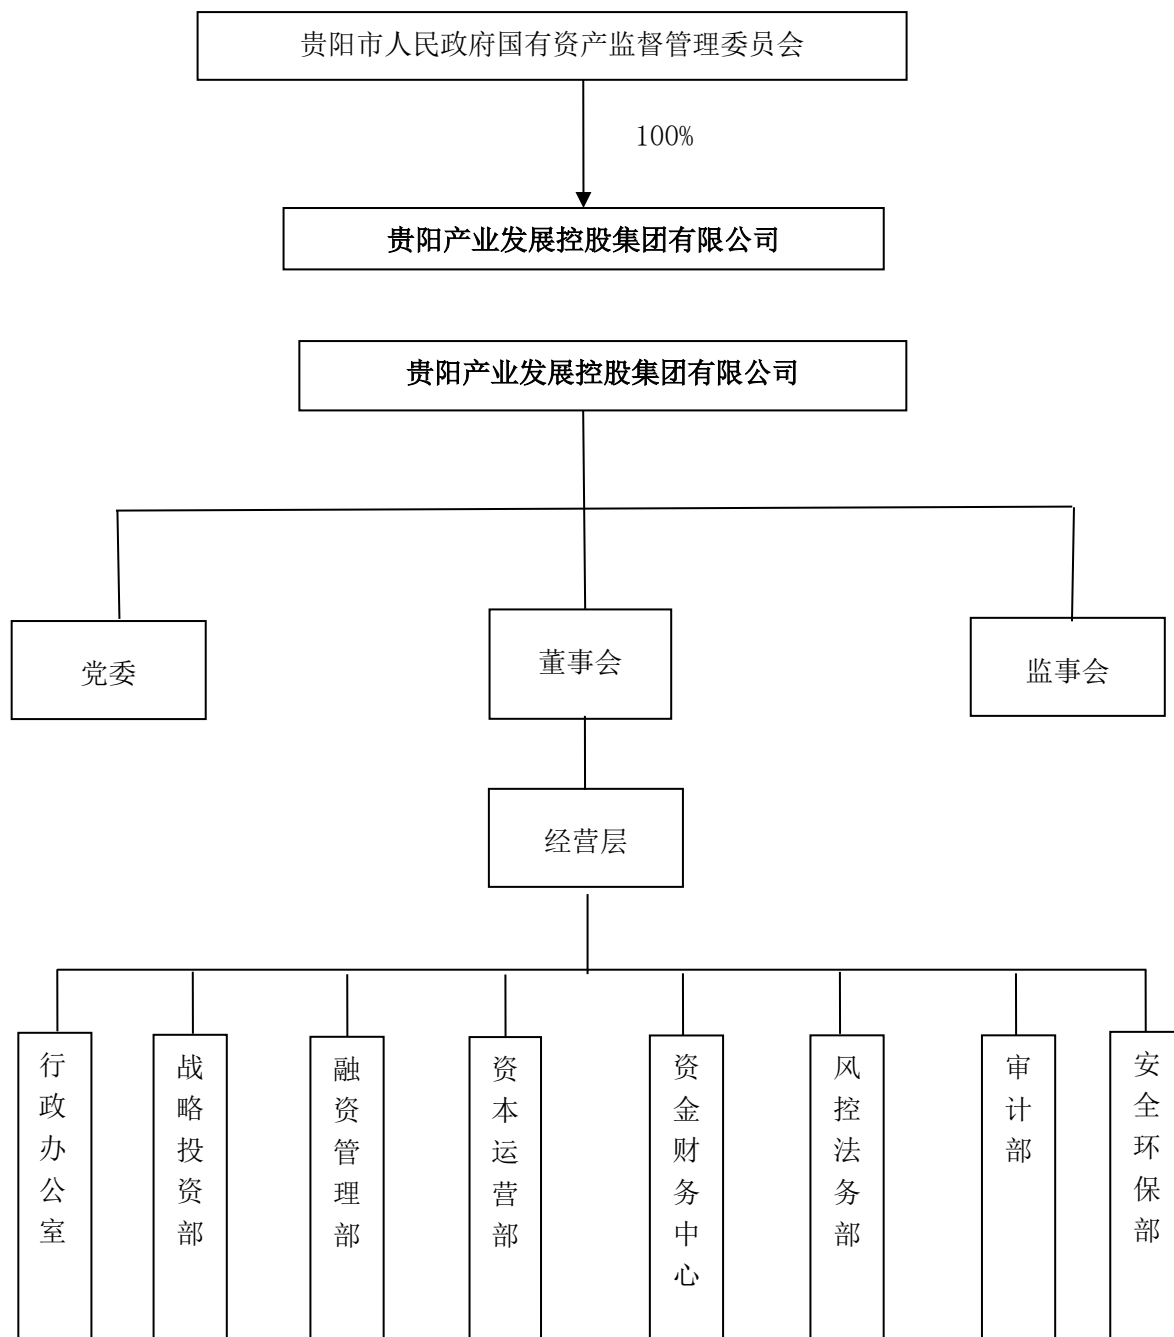 贵阳市人民政府国有资产监督管理委员会
100%
贵阳产业发展控股集团有限公司
贵阳产业发展控股集团有限公司
党委
董事会
监事会
经营层
行政办公室
战略投资部
融资管理部
资本运营部
资金财务中心
风控法务部
审计部
安全环保部